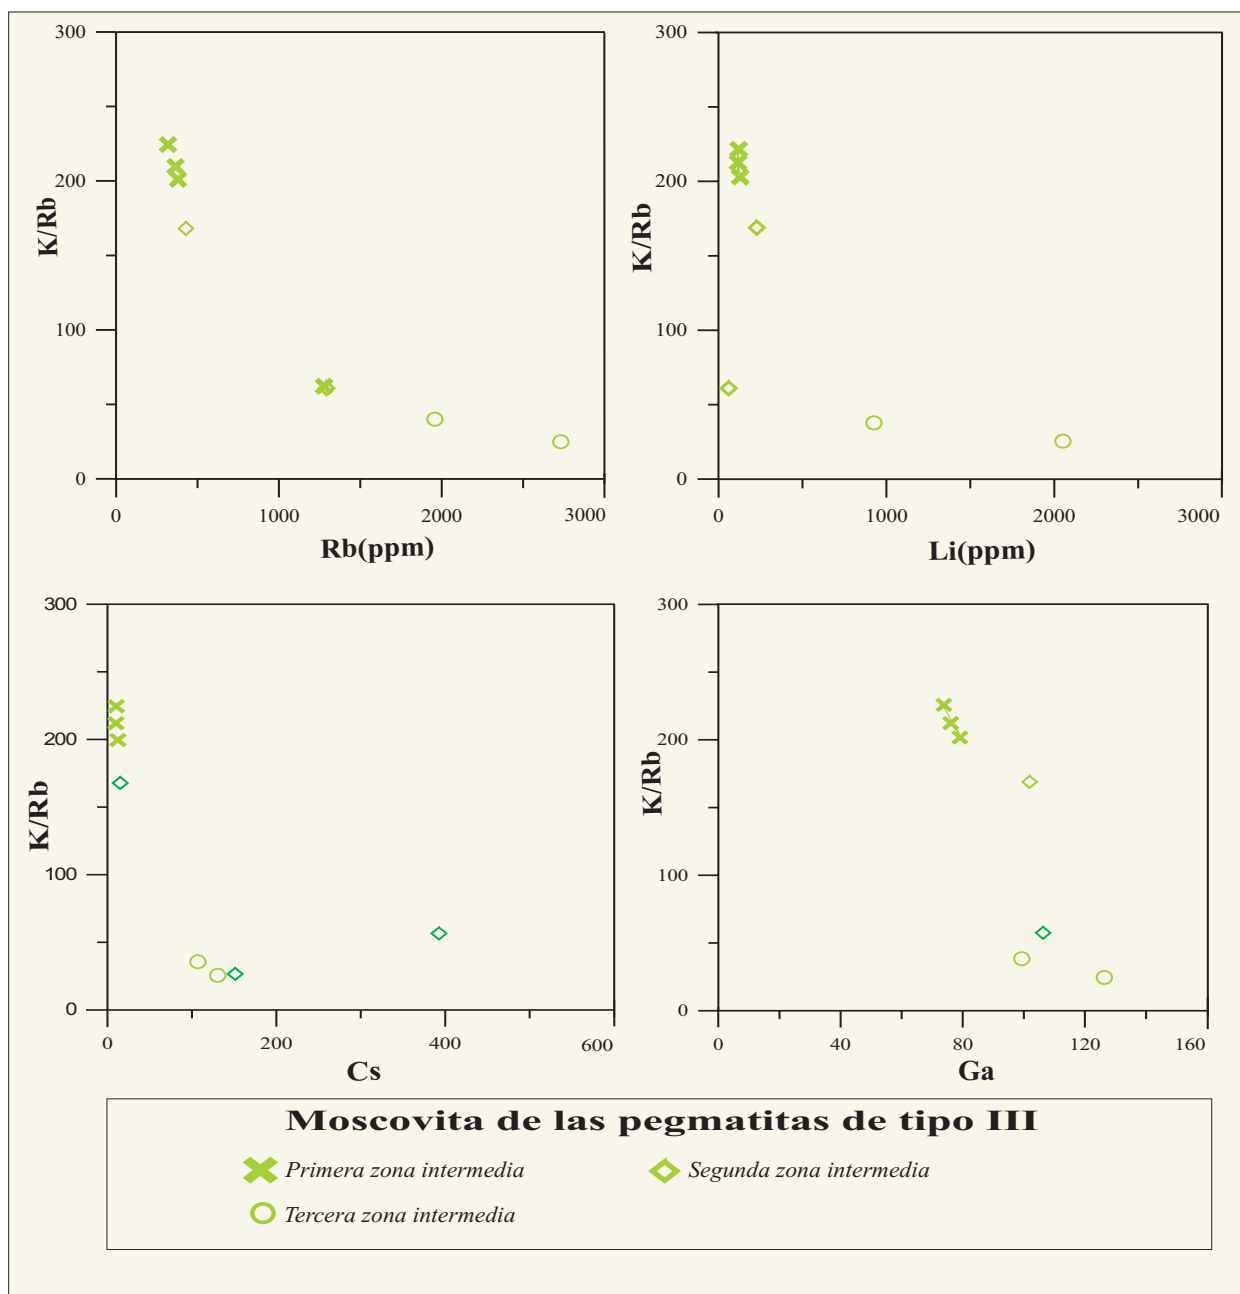 300
200
100
0
K/Rb
0 1000 2000 3000
Rb(ppm)
300
200
100
0
K/Rb
0 1000 2000 3000
Li(ppm)
300
200
100
0
K/Rb
0 200 400 600
Cs
300
200
100
0
K/Rb
0 40 80 120 160
Ga
Moscovita de las pegmatitas de tipo III
Primera zona intermedia
Segunda zona intermedia
Tercera zona intermedia